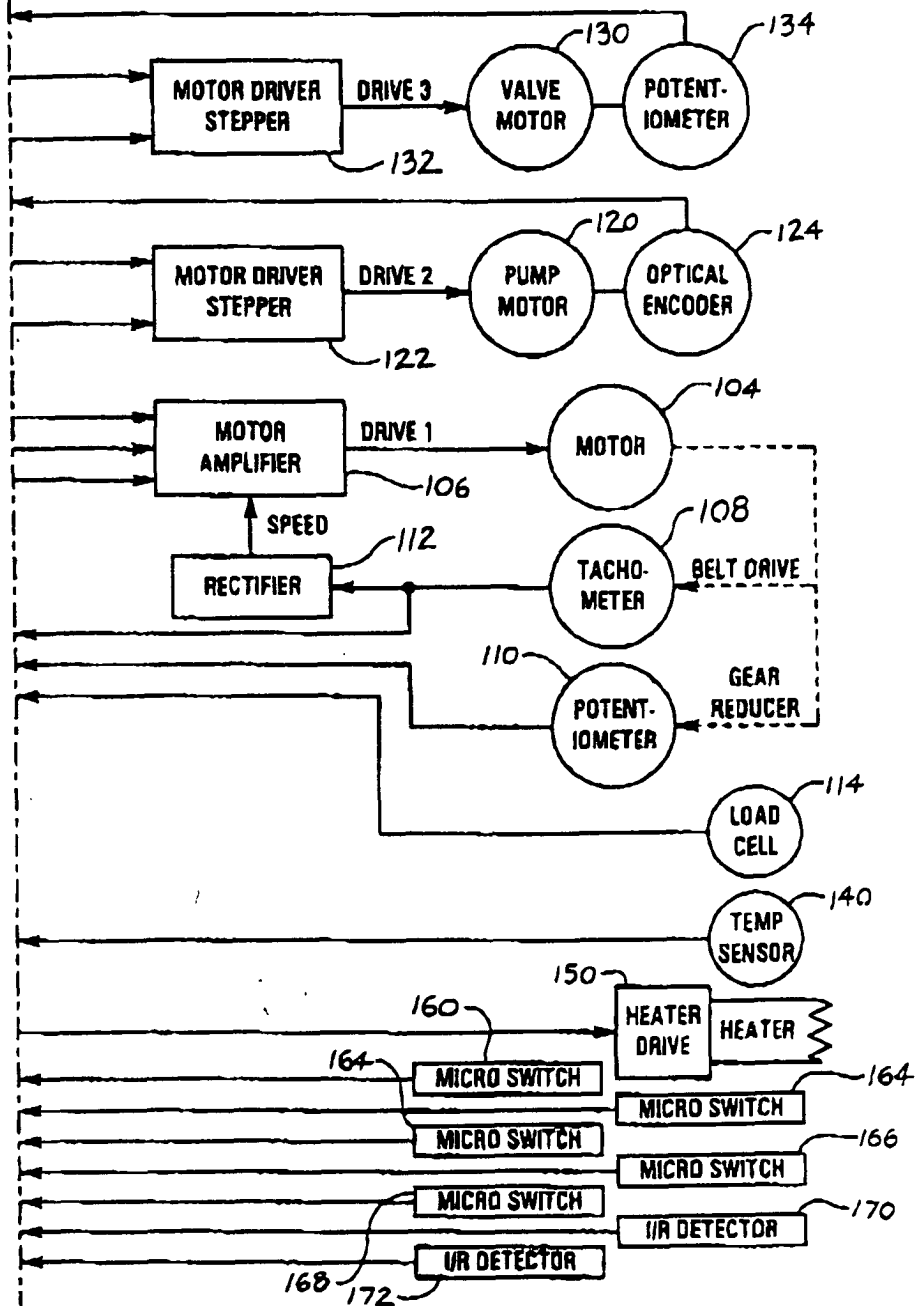 130
134
MOTOR DRIVER
STEPPER
DRIVE 3
VALVE
MOTOR
POTENT-
IOMETER
132
120
124
MOTOR DRIVER
STEPPER
DRIVE 2
PUMP
MOTOR
OPTICAL
ENCODER
122
104
MOTOR
AMPLIFIER
DRIVE 1
MOTOR
106
SPEED
108
112
RECTIFIER
TACHO-
METER
BELT DRIVE
110
POTENT-
IOMETER
GEAR
REDUCER
114
LOAD
CELL
140
TEMP
SENSOR
150
HEATER
DRIVE
HEATER
160
MICRO SWITCH
164
164
MICRO SWITCH
MICRO SWITCH
166
MICRO SWITCH
MICRO SWITCH
170
I/R DETECTOR
I/R DETECTOR
168
172